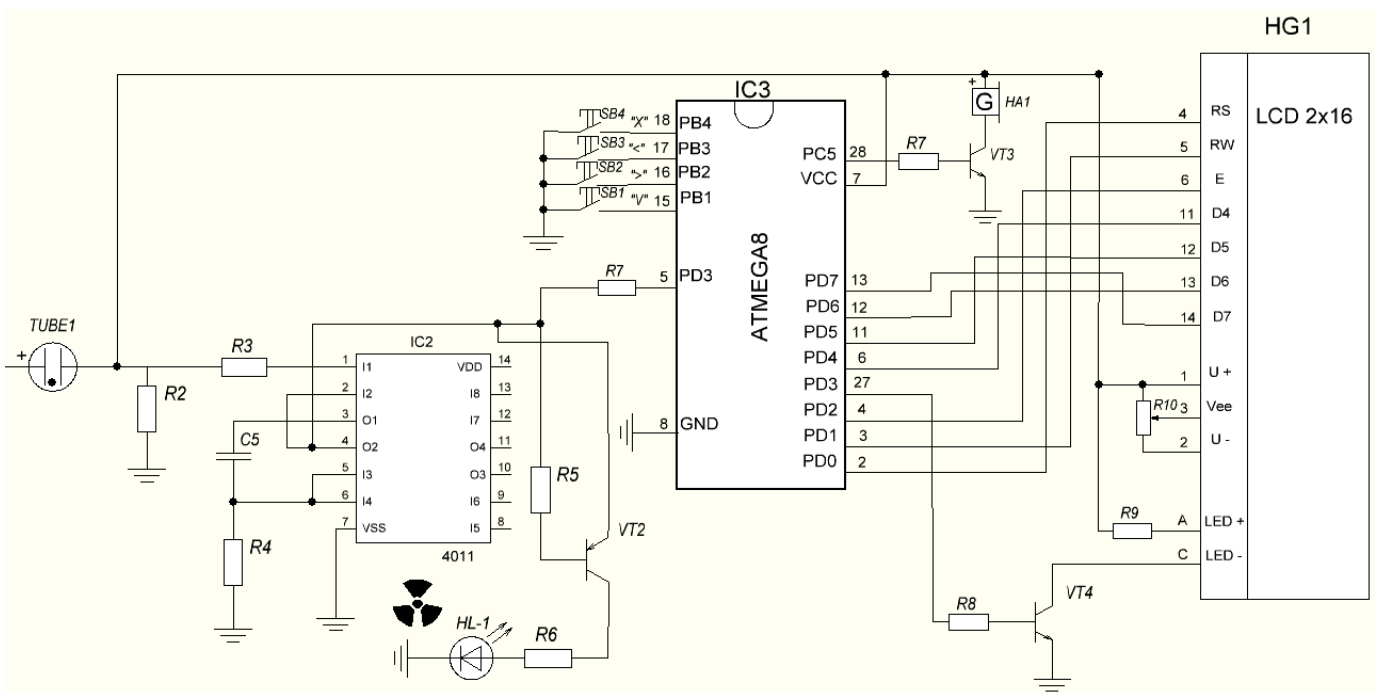 HG1
LCD 2x16
4 RS
5 RW
6 E
11 D4
12 D5
13 D6
14 D7
1 U +
R10 3 Vee
2 U -
R9 A LED +
C LED -
IC3
ATMEGA8
SB4 "X" 18 PB4
SB3 "<" 17 PB3
SB2 ">" 16 PB2
SB1 "V" 15 PB1
R7 5 PD3
8 GND
PC5 28 R7
VCC 7
+ G HA1
VT3
PD7 13
PD6 12
PD5 11
PD4 6
PD3 27
PD2 4
PD1 3
PD0 2
TUBE1
+
R2
R3
IC2
1 I1 VDD 14
2 I2 I8 13
3 O1 I7 12
4 O2 O4 11
5 I3 O3 10
6 I4 I6 9
7 VSS I5 8
4011
C5
R4
R5
VT2
HL-1
R6
R8
VT4